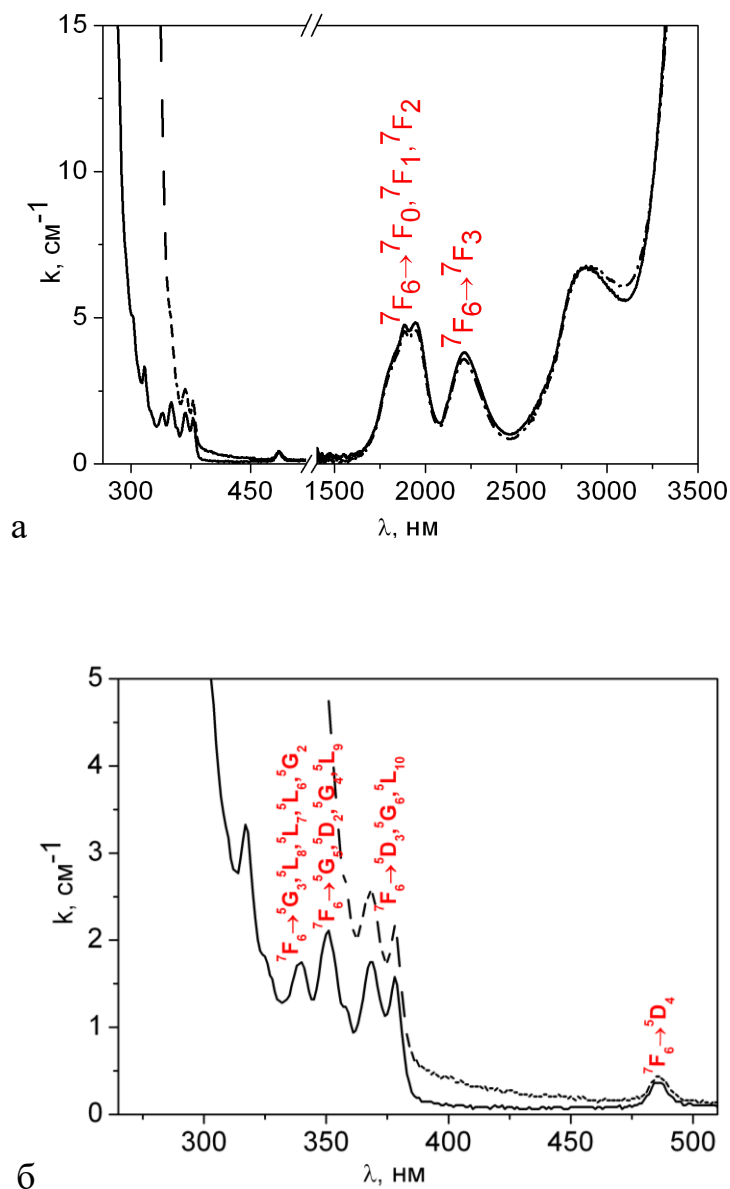 15
10
5
0
k, см⁻¹
⁷F₆→⁷F₀,⁷F₁,⁷F₂
⁷F₆→⁷F₃
300 450 1500 2000 2500 3000 3500
λ, нм
а
5
4
3
2
1
0
k, см⁻¹
⁷F₆→⁵G₃,⁵L₈,⁵L₇,⁵L₆,⁵G₂
⁷F₆→⁵G₅,⁵D₂,⁵G₄,⁵L₉
⁷F₆→⁵D₃,⁵G₆,⁵L₁₀
⁷F₆→⁵D₄
300 350 400 450 500
λ, нм
б